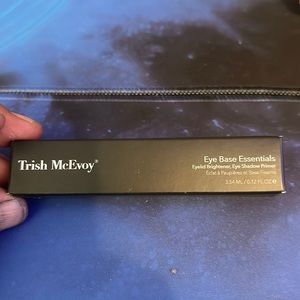 Trish McEvoy®
Eye Base Essentials
Eyelid Brightener, Eye Shadow Primer
Éclat à Paupières et Base Fixante
3.54 ML / 0.12 FL OZ ℮